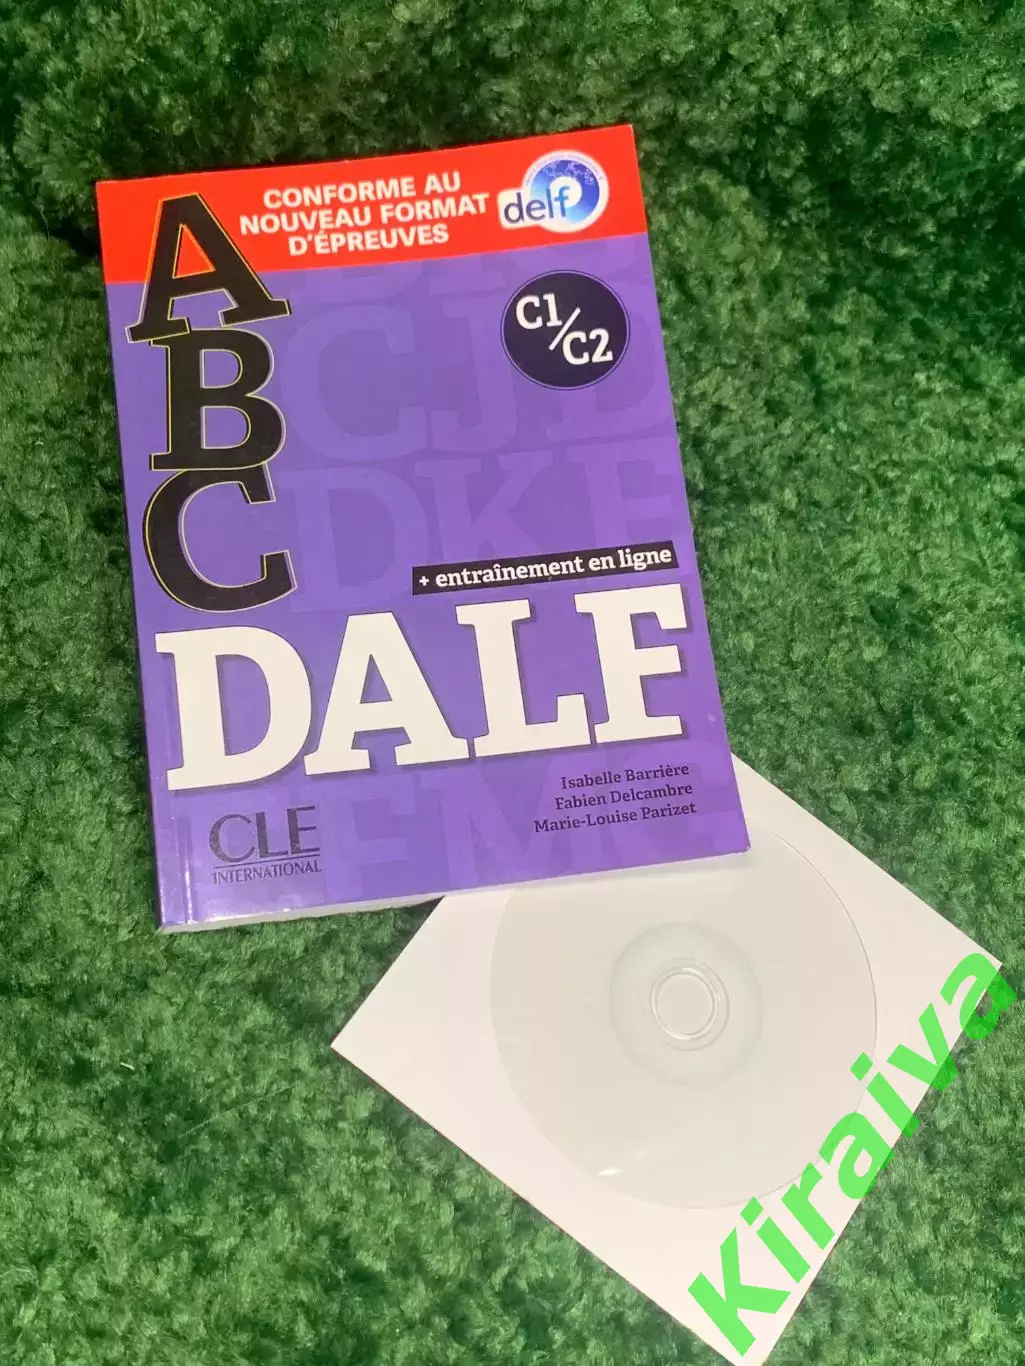 CONFORME AU
NOUVEAU FORMAT
D'ÉPREUVES
delf
A
B
C
C1/C2
+ entraînement en ligne
DALF
Isabelle Barrière
Fabien Delcambre
Marie-Louise Parizet
CLE
INTERNATIONAL
Kiraiva